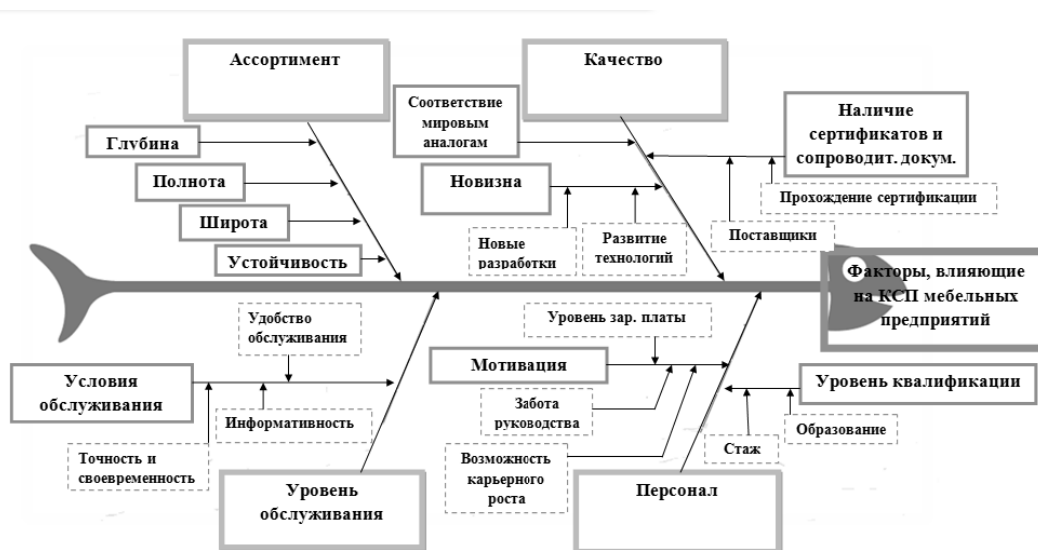 Ассортимент
Качество
Соответствие
мировым
аналогам
Наличие
сертификатов и
сопроводит. докум.
Глубина
Полнота
Новизна
Прохождение сертификации
Широта
Новые
разработки
Развитие
технологий
Поставщики
Устойчивость
Факторы, влияющие
на КСП мебельных
предприятий
Удобство
обслуживания
Уровень зар. платы
Условия
обслуживания
Мотивация
Уровень квалификации
Информативность
Забота
руководства
Образование
Стаж
Точность и
своевременность
Возможность
карьерного
роста
Уровень
обслуживания
Персонал